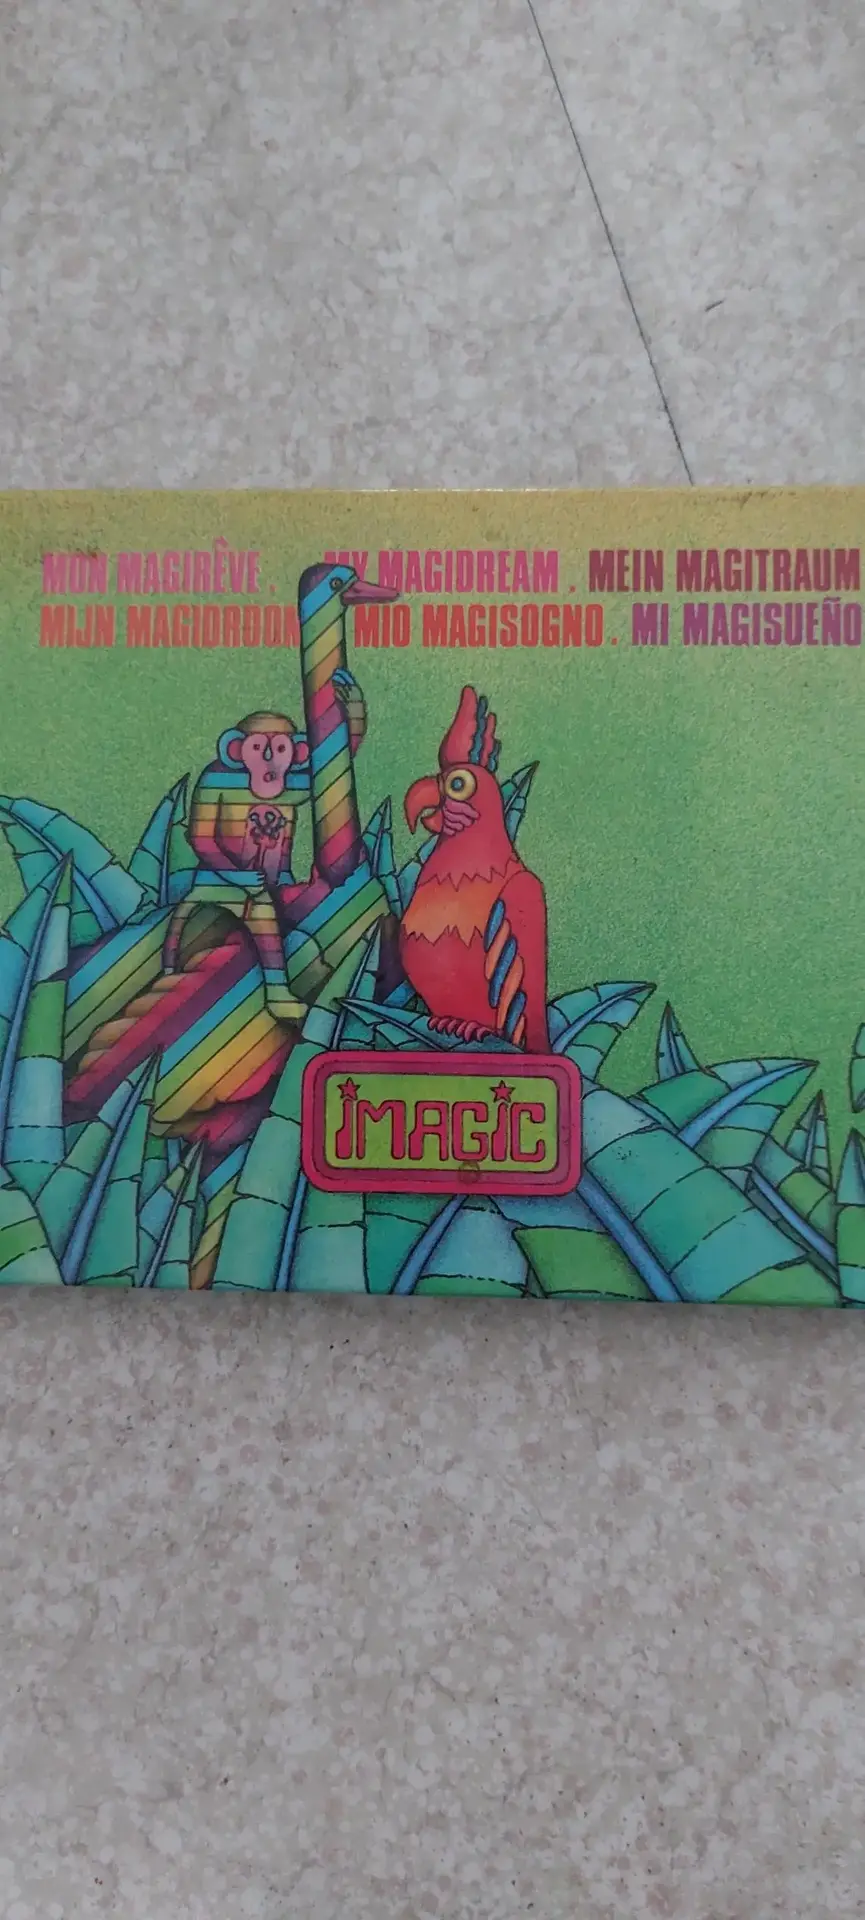 MON MAGIRÊVE . MY MAGIDREAM . MEIN MAGITRAUM
MIJN MAGIDROOM MIO MAGISOGNO . MI MAGISUEÑO
iMAGiC